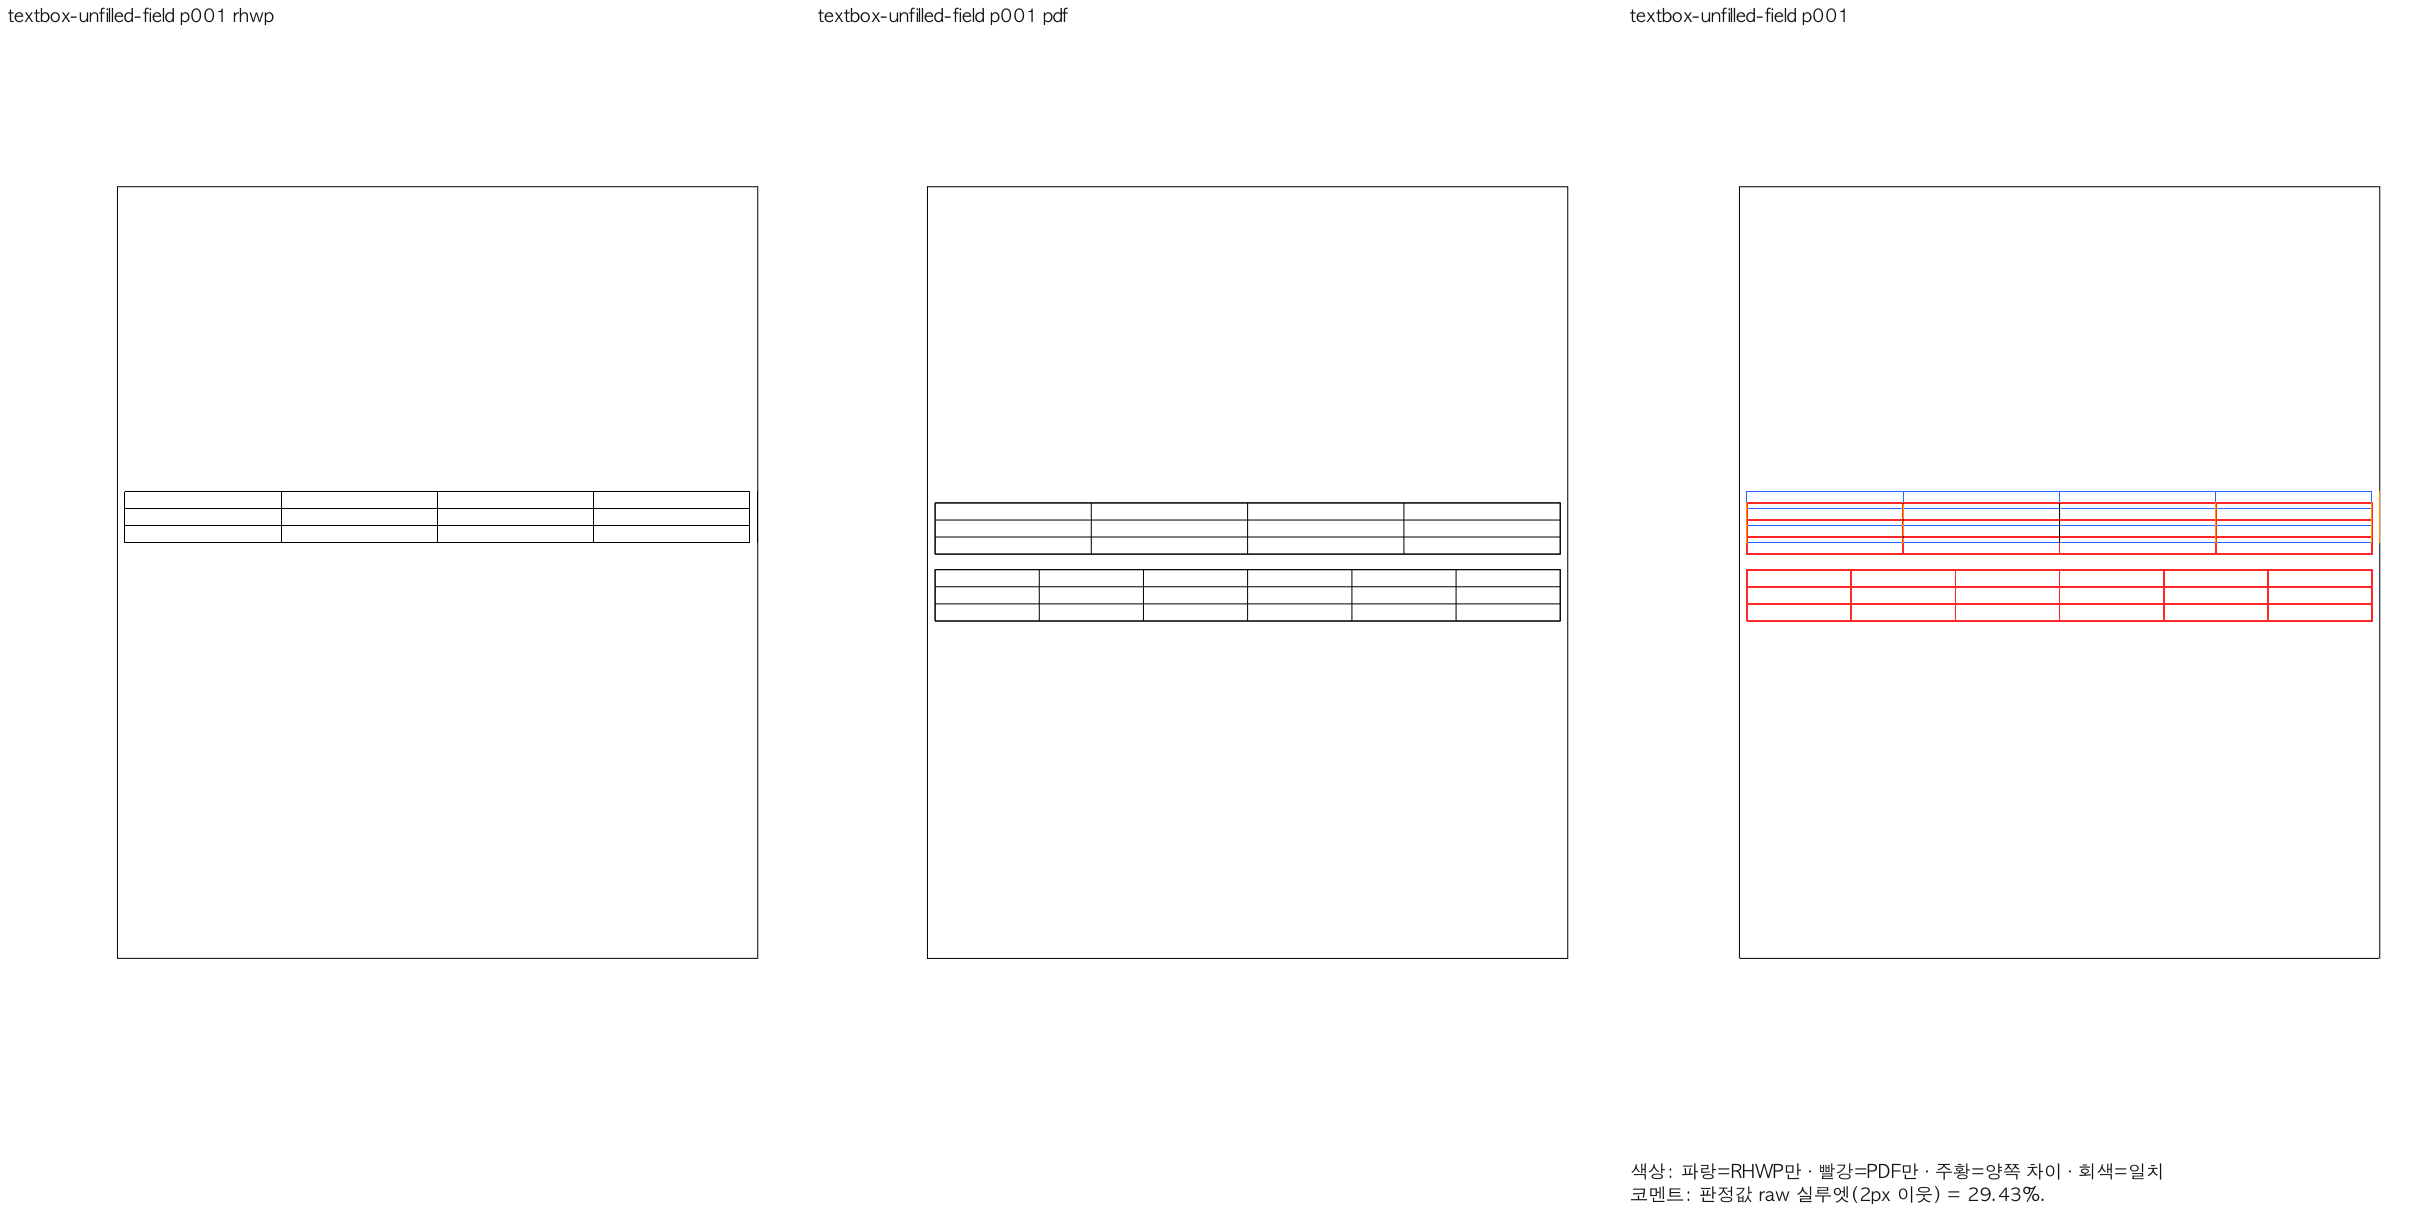 textbox-unfilled-field p001 rhwp
textbox-unfilled-field p001 pdf
textbox-unfilled-field p001
색상: 파랑=RHWP만 · 빨강=PDF만 · 주황=양쪽 차이 · 회색=일치
코멘트: 판정값 raw 실루엣(2px 이웃) = 29.43%.